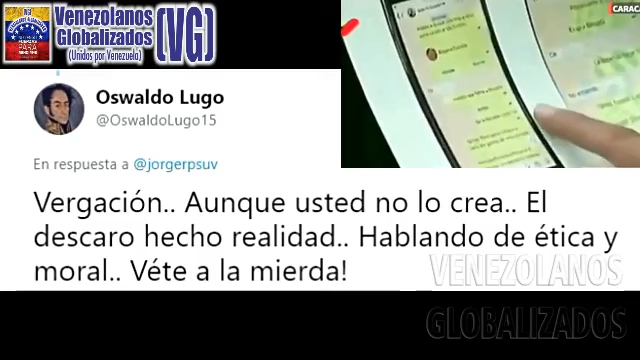 Venezolanos
Globalizados
(Unidos por Venezuela)
(VG)
CARACA
Oswaldo Lugo
@OswaldoLugo15
En respuesta a @jorgerpsuv
Vergación.. Aunque usted no lo crea.. El
descaro hecho realidad.. Hablando de ética y
moral.. Véte a la mierda!
VENEZOLANOS
GLOBALIZADOS